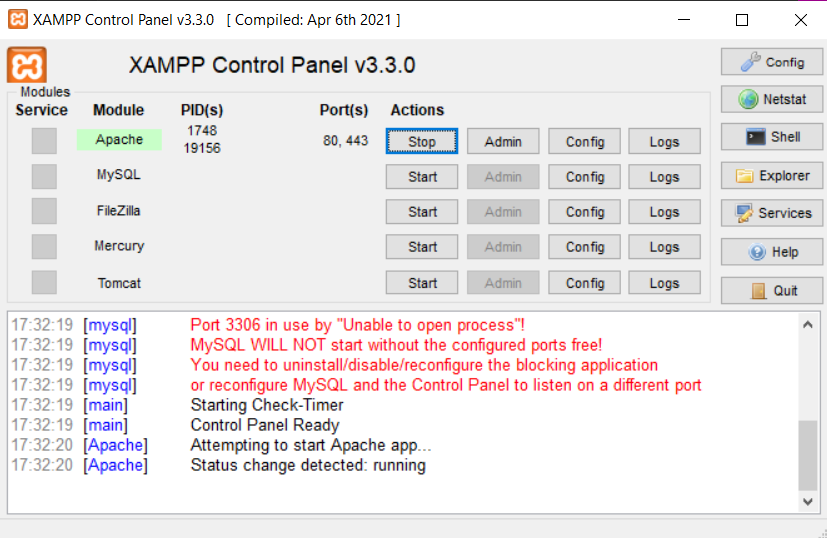 XAMPP Control Panel v3.3.0 [ Compiled: Apr 6th 2021 ]
XAMPP Control Panel v3.3.0
Config
Modules
Service Module PID(s) Port(s) Actions
Netstat
Apache 1748 19156 80, 443 Stop Admin Config Logs
Shell
MySQL Start Admin Config Logs
Explorer
FileZilla Start Admin Config Logs
Services
Mercury Start Admin Config Logs
Help
Tomcat Start Admin Config Logs
Quit
17:32:19 [mysql] Port 3306 in use by "Unable to open process"!
17:32:19 [mysql] MySQL WILL NOT start without the configured ports free!
17:32:19 [mysql] You need to uninstall/disable/reconfigure the blocking application
17:32:19 [mysql] or reconfigure MySQL and the Control Panel to listen on a different port
17:32:19 [main] Starting Check-Timer
17:32:19 [main] Control Panel Ready
17:32:20 [Apache] Attempting to start Apache app...
17:32:20 [Apache] Status change detected: running